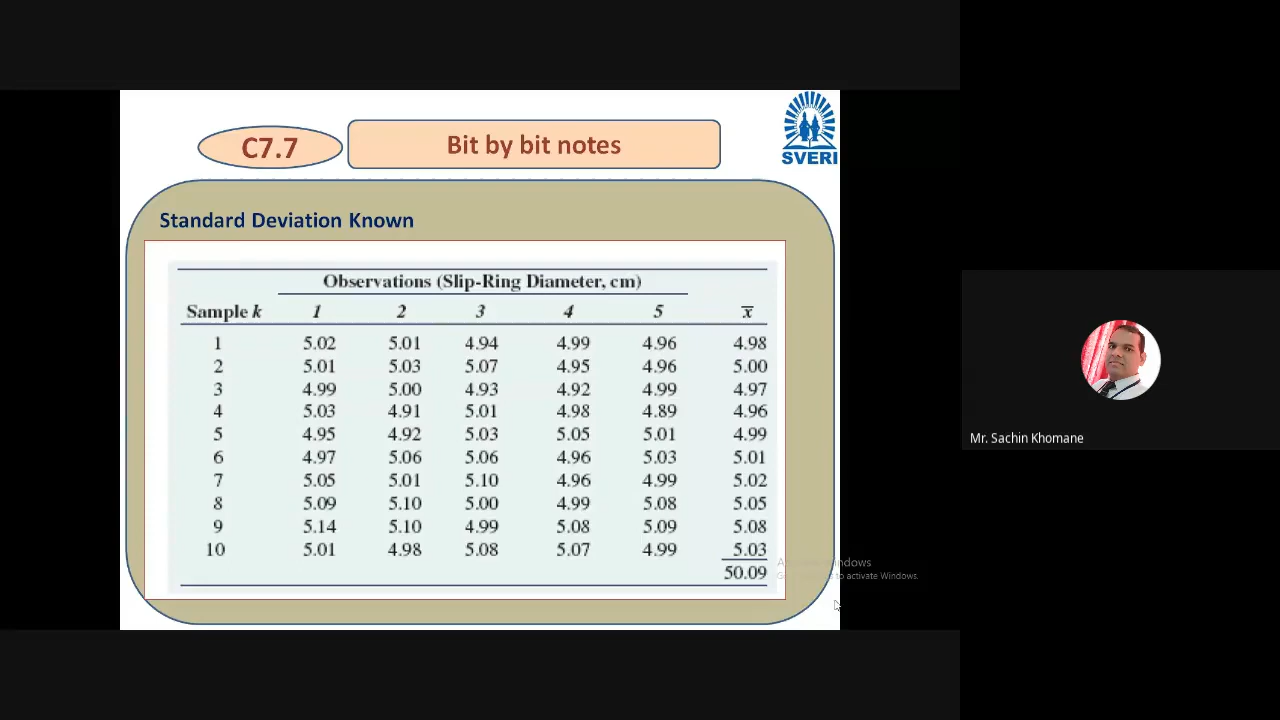 C7.7
Bit by bit notes
SVERI
Standard Deviation Known
Observations (Slip-Ring Diameter, cm)
Sample k 1 2 3 4 5 x̅
1 5.02 5.01 4.94 4.99 4.96 4.98
2 5.01 5.03 5.07 4.95 4.96 5.00
3 4.99 5.00 4.93 4.92 4.99 4.97
4 5.03 4.91 5.01 4.98 4.89 4.96
5 4.95 4.92 5.03 5.05 5.01 4.99
6 4.97 5.06 5.06 4.96 5.03 5.01
7 5.05 5.01 5.10 4.96 4.99 5.02
8 5.09 5.10 5.00 4.99 5.08 5.05
9 5.14 5.10 4.99 5.08 5.09 5.08
10 5.01 4.98 5.08 5.07 4.99 5.03
50.09
to activate Windows.
Mr. Sachin Khomane